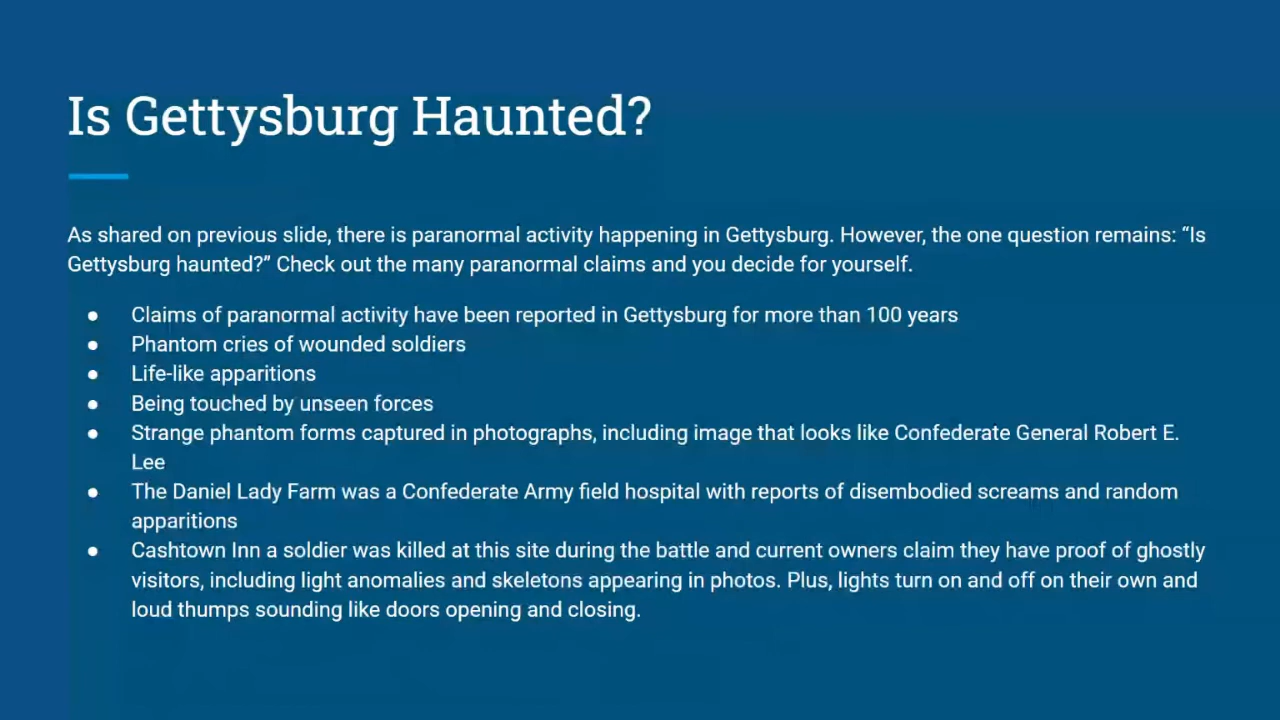 Is Gettysburg Haunted?
As shared on previous slide, there is paranormal activity happening in Gettysburg. However, the one question remains: “Is
Gettysburg haunted?” Check out the many paranormal claims and you decide for yourself.
● Claims of paranormal activity have been reported in Gettysburg for more than 100 years
● Phantom cries of wounded soldiers
● Life-like apparitions
● Being touched by unseen forces
● Strange phantom forms captured in photographs, including image that looks like Confederate General Robert E.
Lee
● The Daniel Lady Farm was a Confederate Army field hospital with reports of disembodied screams and random
apparitions
● Cashtown Inn a soldier was killed at this site during the battle and current owners claim they have proof of ghostly
visitors, including light anomalies and skeletons appearing in photos. Plus, lights turn on and off on their own and
loud thumps sounding like doors opening and closing.